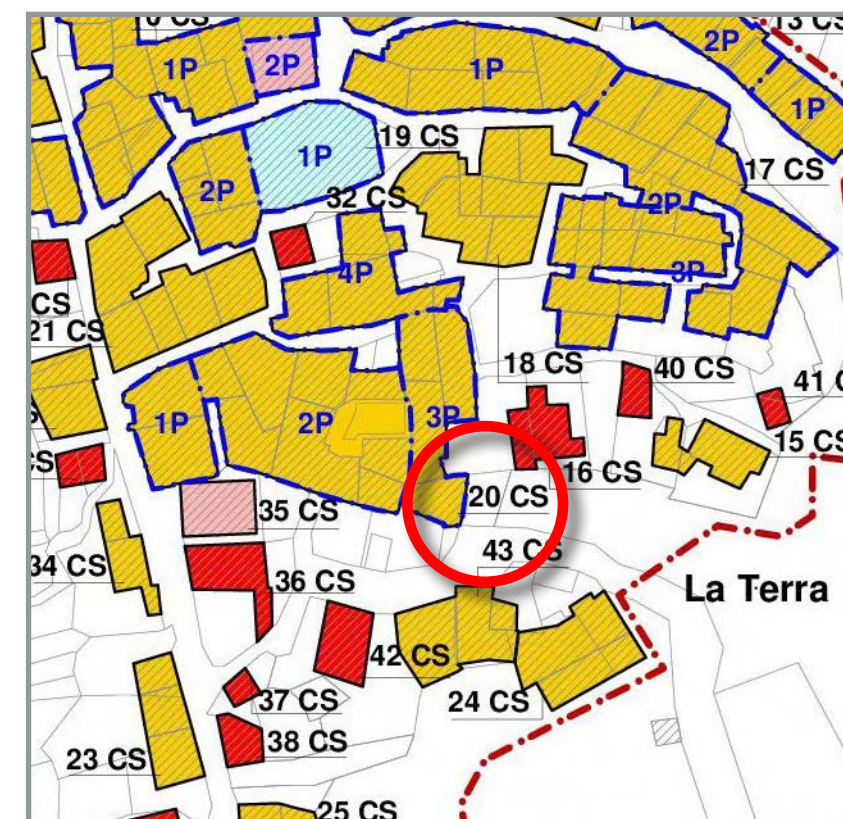 13 CS
2P
1P
2P
1P
1P
19 CS
1P
17 CS
2P
32 CS
2P
4P
3P
CS
21 CS
18 CS
40 CS
41 C
1P
2P
3P
15 CS
CS
16 CS
20 CS
35 CS
43 CS
34 CS
36 CS
La Terra
42 CS
37 CS
24 CS
38 CS
23 CS
25 CS